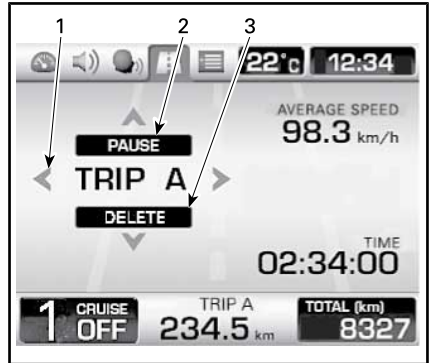 1 2 3
22°c 12:34
AVERAGE SPEED
98.3 km/h
PAUSE
TRIP A
DELETE
TIME
02:34:00
1 CRUISE OFF
TRIP A
234.5 km
TOTAL (km)
8327